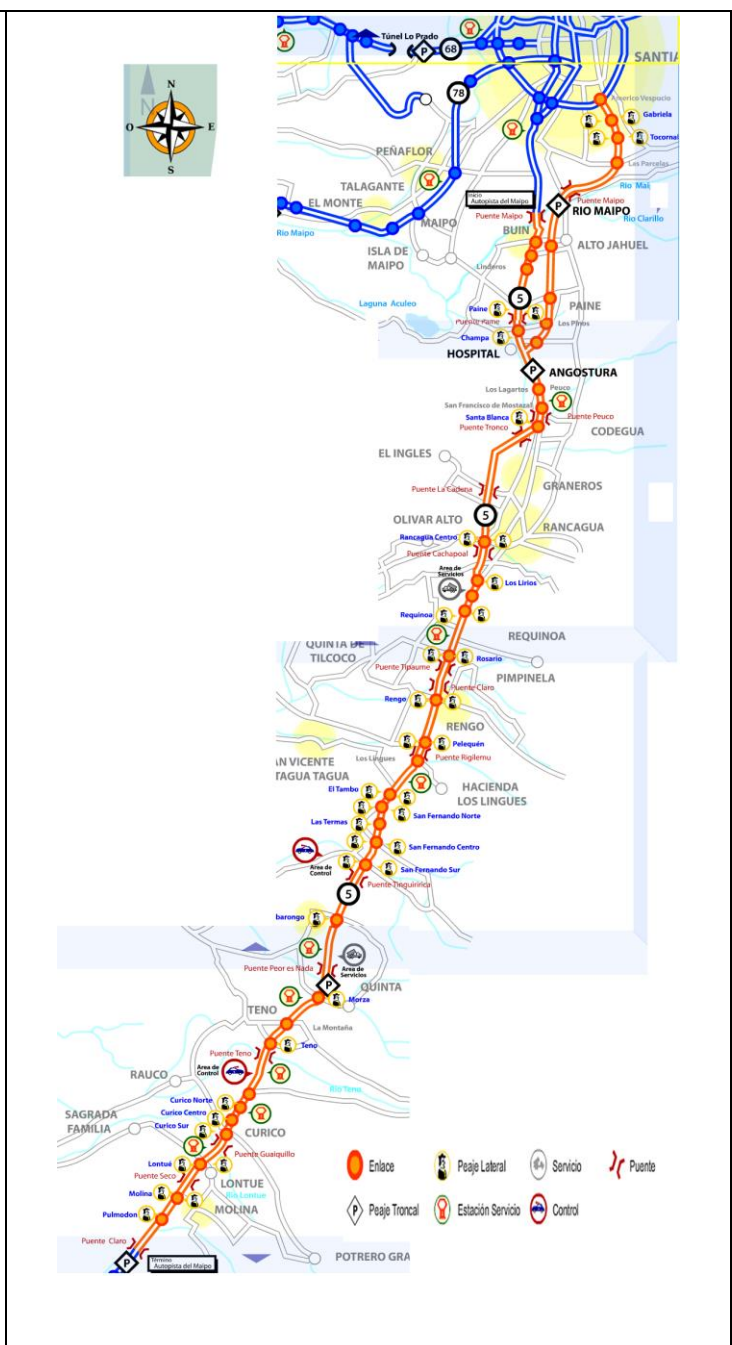 Túnel Lo Prado
P
68
SANTIA
N
O
E
S
78
Americo Vespucio
Gabriela
Tocornal
Las Parcelas
PEÑAFLOR
TALAGANTE
EL MONTE
Inicio
Autopista del Maipo
Puente Maipo
P
Puente Maipo
RIO MAIPO
Rio Clarillo
Rio Maipo
MAIPO
BUIN
ALTO JAHUEL
ISLA DE
MAIPO
Linderos
5
Laguna Aculeo
Paine
PAINE
Puente Paine
Los Pinos
Champa
HOSPITAL
P
ANGOSTURA
Los Lagartos
Peuco
San Francisco de Mostazal
Santa Blanca
Puente Peuco
Puente Tronco
CODEGUA
EL INGLES
Puente La Cadena
GRANEROS
5
OLIVAR ALTO
RANCAGUA
Rancagua Centro
Puente Cachapoal
Area de
Servicios
Los Lirios
Requinoa
REQUINOA
QUINTA DE
TILCOCO
Rosario
Puente Tipaume
PIMPINELA
Puente Claro
Rengo
RENGO
Pelequén
AN VICENTE
TAGUA TAGUA
Los Lingues
Puente Rigilemu
El Tambo
HACIENDA
LOS LINGUES
San Fernando Norte
Las Termas
San Fernando Centro
Area de
Control
San Fernando Sur
Puente Tinguiririca
5
barongo
Puente Peor es Nada
Area de
Servicios
P
QUINTA
Morza
TENO
La Montaña
Teno
Puente Teno
Area de
Control
RAUCO
Rio Teno
Curico Norte
Curico Centro
SAGRADA
FAMILIA
Curico Sur
CURICO
Puente Guaiquillo
Lontué
Puente Seco
LONTUE
Rio Lontue
Molina
MOLINA
Pulmodon
Puente Claro
P
Término
Autopista del Maipo
POTRERO GRA
Enlace
Peaje Lateral
Servicio
Puente
P
Peaje Troncal
Estación Servicio
Control